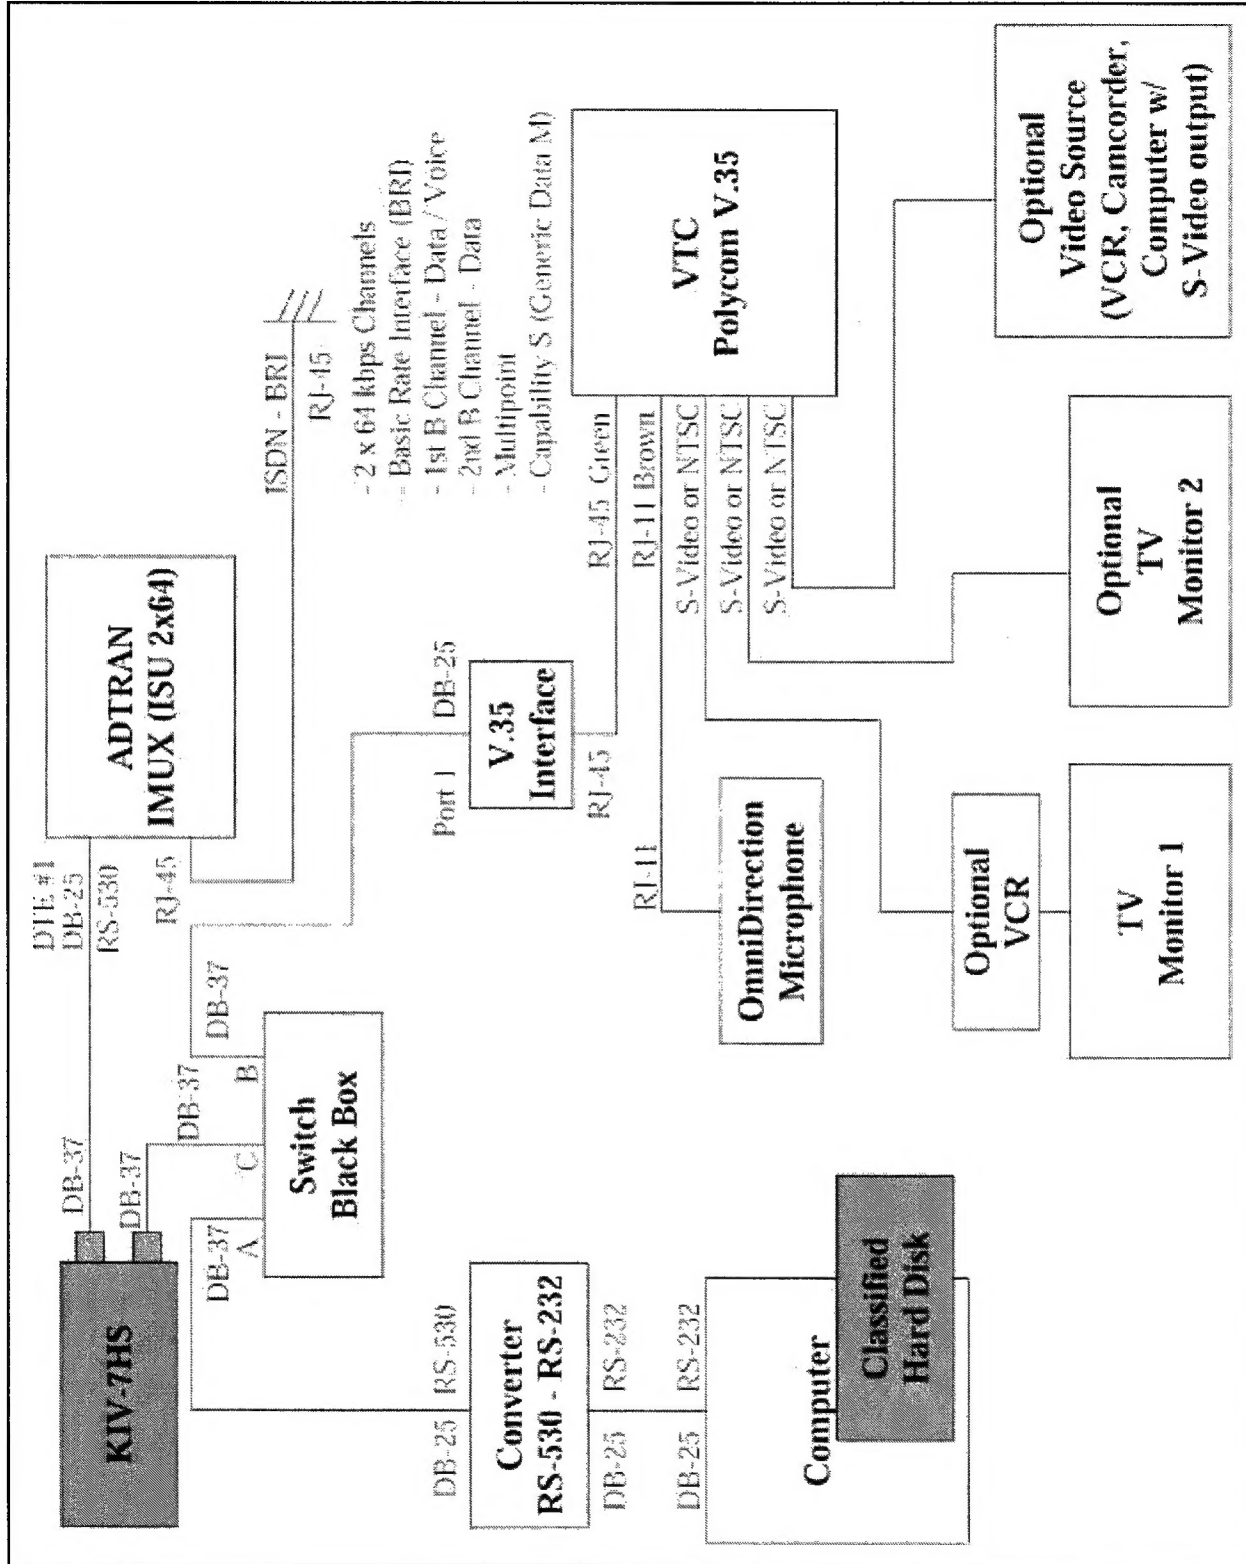 KIV-7HS
DB-37
DB-37
DTE #1
DB-25
RS-530
ADTRAN
IMUX (ISU 2x64)
RJ-45
ISDN - BRI
RJ-45
- 2 x 64 kbps Channels
- Basic Rate Interface (BRI)
- 1st B Channel - Data / Voice
- 2nd B Channel - Data
- Multipoint
- Capability S (Generic Data M)
DB-37
A
DB-37
C
DB-37
B
Switch
Black Box
Port 1
DB-25
V.35
Interface
RJ-45
DB-25
RS-530
Converter
RS-530 - RS-232
DB-25
RS-232
DB-25
RS-232
Computer
Classified
Hard Disk
RJ-45 Green
RJ-11 Brown
S-Video or NTSC
S-Video or NTSC
S-Video or NTSC
VTC
Polycom V.35
RJ-11
OmniDirection
Microphone
Optional
VCR
TV
Monitor 1
Optional
TV
Monitor 2
Optional
Video Source
(VCR, Camcorder,
Computer w/
S-Video output)